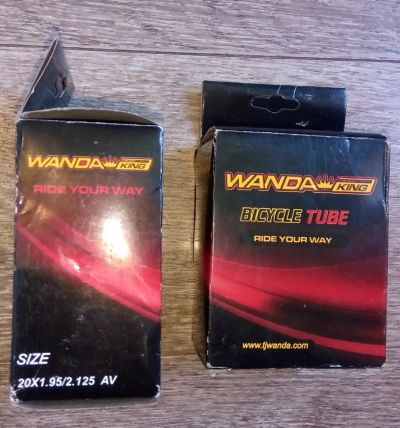 WANDA KING
RIDE YOUR WAY
SIZE
20X1.95/2.125 AV
WANDA KING
BICYCLE TUBE
RIDE YOUR WAY
www.tjwanda.com